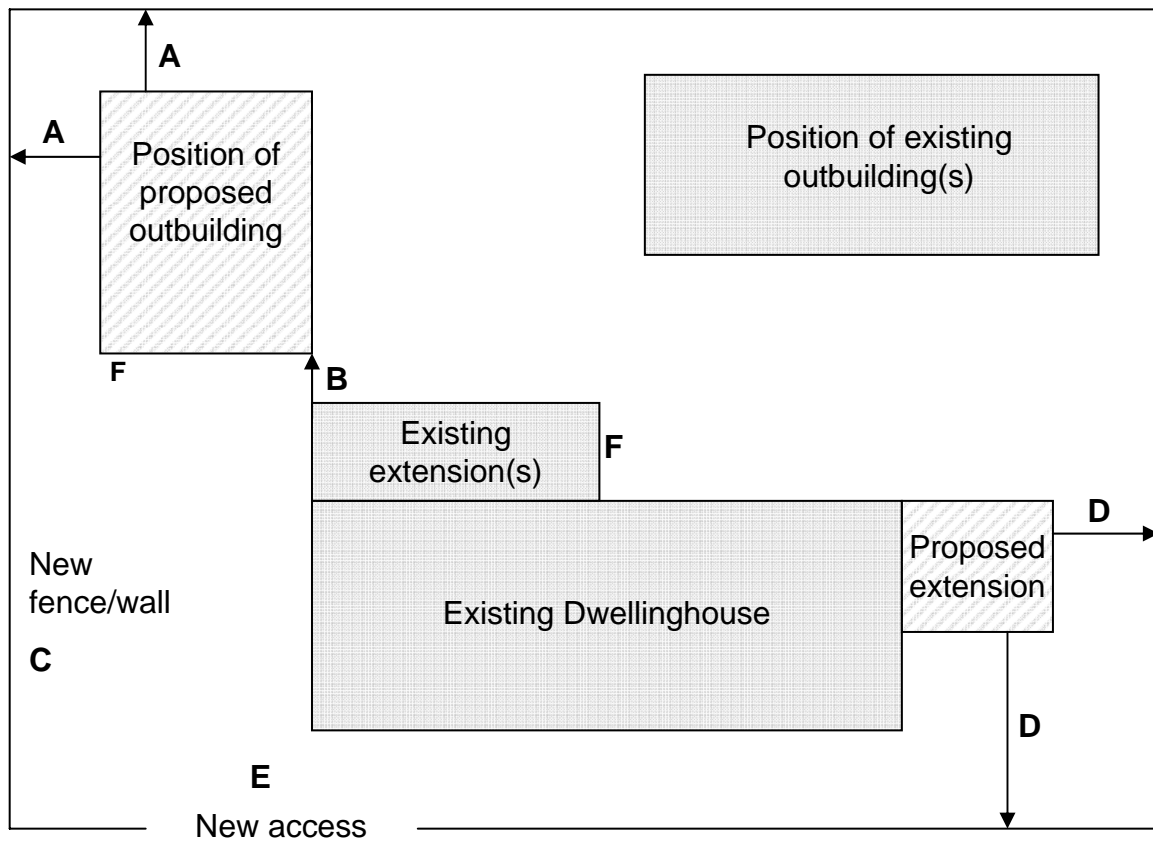 A
A
Position of
proposed
outbuilding
Position of existing
outbuilding(s)
F
B
Existing
extension(s)
F
D
Proposed
extension
New
fence/wall
Existing Dwellinghouse
C
D
E
New access